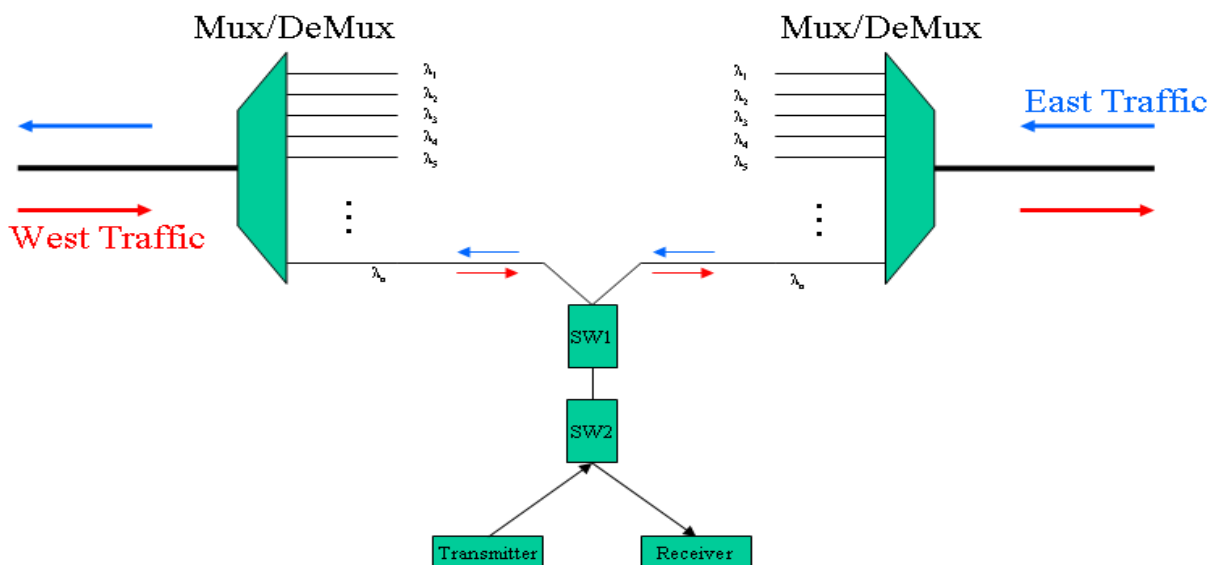 Mux/DeMux
Mux/DeMux
λ₁
λ₂
λ₃
λ₄
λ₅
λ₁
λ₂
λ₃
λ₄
λ₅
East Traffic
West Traffic
λₙ
λₙ
SW1
SW2
Transmitter
Receiver